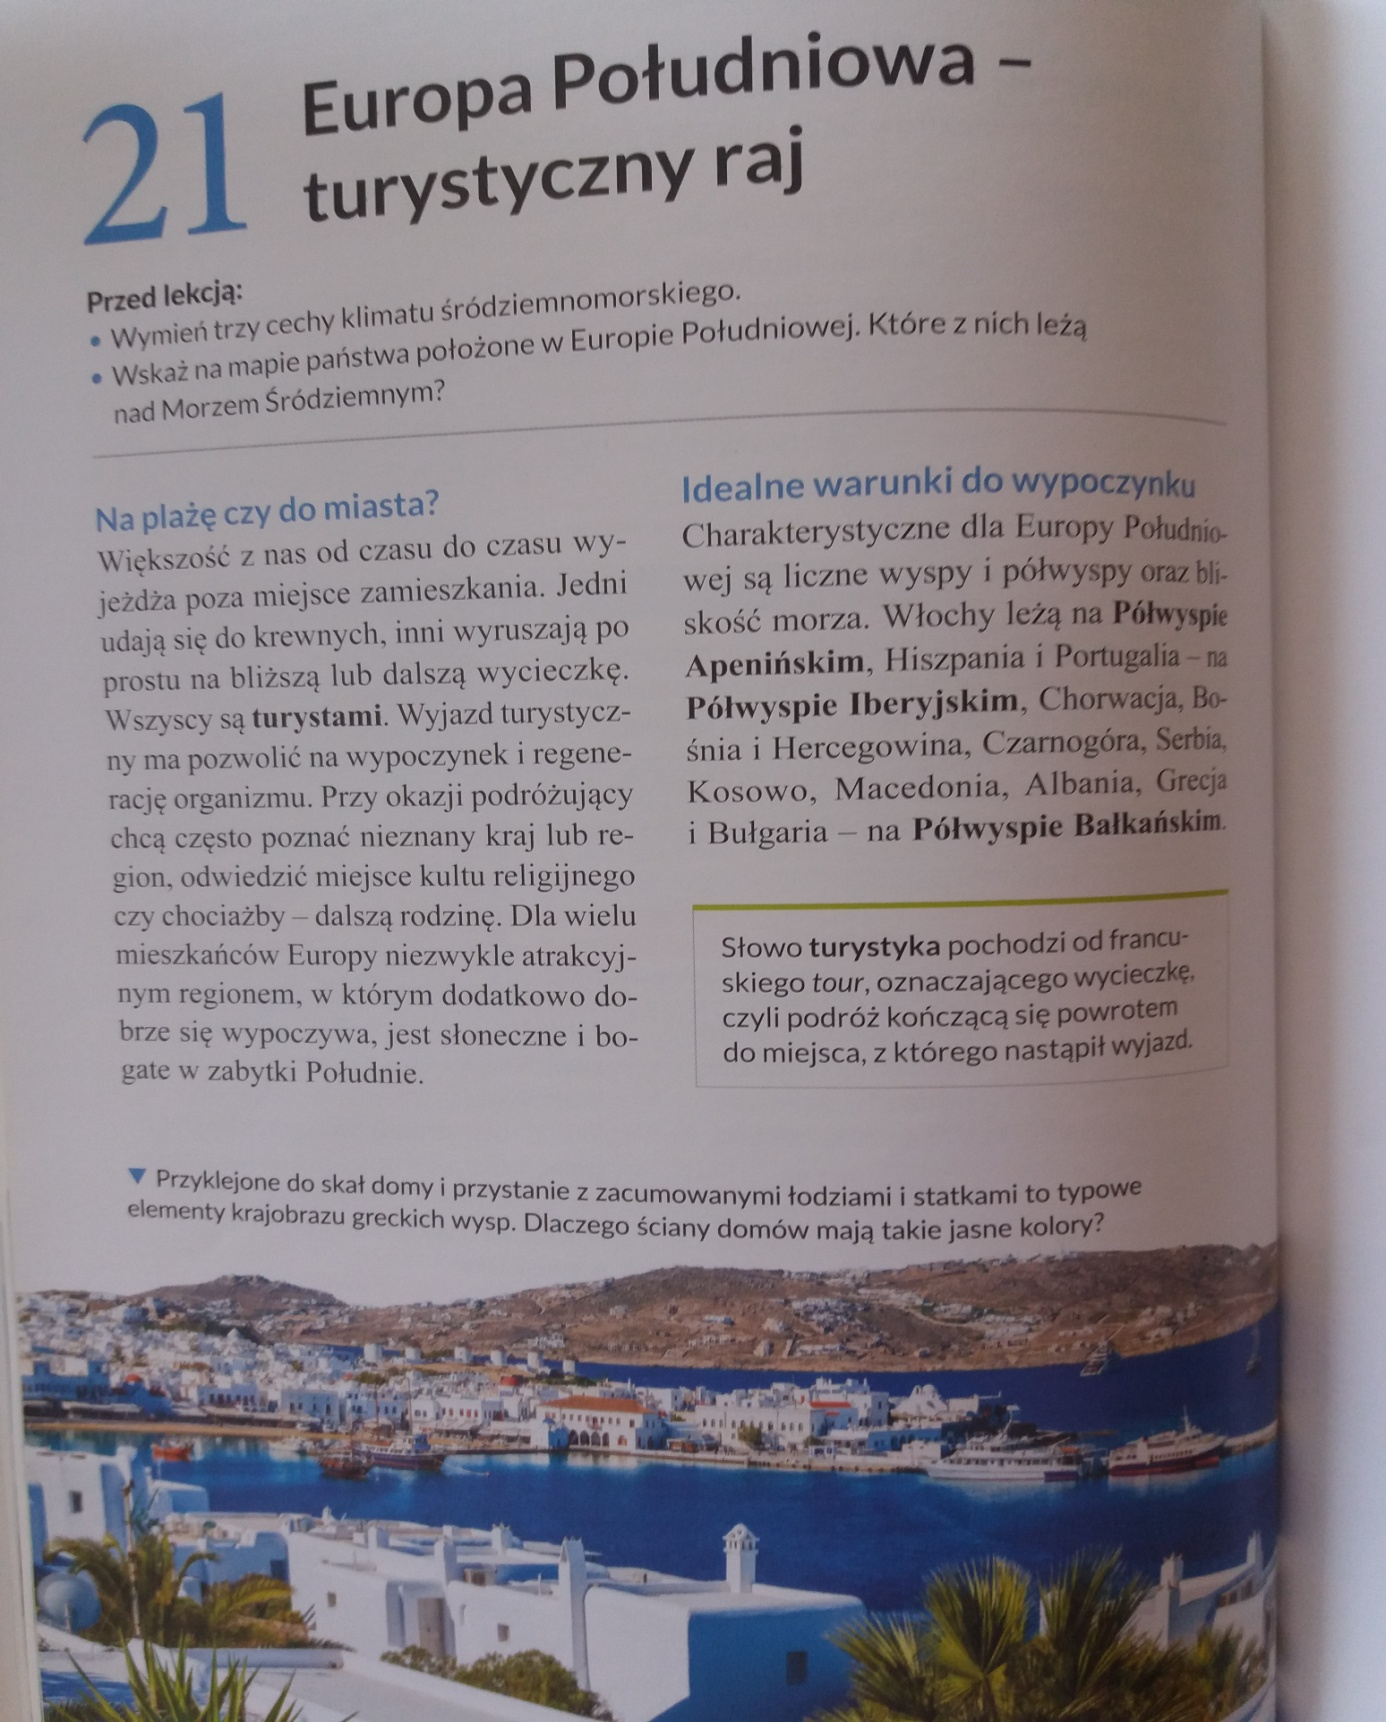 21
Europa Południowa –
turystyczny raj
Przed lekcją:
• Wymień trzy cechy klimatu śródziemnomorskiego.
• Wskaż na mapie państwa położone w Europie Południowej. Które z nich leżą
nad Morzem Śródziemnym?
Na plażę czy do miasta?
Większość z nas od czasu do czasu wy-
jeżdża poza miejsce zamieszkania. Jedni
udają się do krewnych, inni wyruszają po
prostu na bliższą lub dalszą wycieczkę.
Wszyscy są turystami. Wyjazd turystycz-
ny ma pozwolić na wypoczynek i regene-
rację organizmu. Przy okazji podróżujący
chcą często poznać nieznany kraj lub re-
gion, odwiedzić miejsce kultu religijnego
czy chociażby – dalszą rodzinę. Dla wielu
mieszkańców Europy niezwykle atrakcyj-
nym regionem, w którym dodatkowo do-
brze się wypoczywa, jest słoneczne i bo-
gate w zabytki Południe.
Idealne warunki do wypoczynku
Charakterystyczne dla Europy Południo-
wej są liczne wyspy i półwyspy oraz bli-
skość morza. Włochy leżą na Półwyspie
Apenińskim, Hiszpania i Portugalia – na
Półwyspie Iberyjskim, Chorwacja, Bo-
śnia i Hercegowina, Czarnogóra, Serbia,
Kosowo, Macedonia, Albania, Grecja
i Bułgaria – na Półwyspie Bałkańskim.
Słowo turystyka pochodzi od francu-
skiego tour, oznaczającego wycieczkę,
czyli podróż kończącą się powrotem
do miejsca, z którego nastąpił wyjazd.
▼ Przyklejone do skał domy i przystanie z zacumowanymi łodziami i statkami to typowe
elementy krajobrazu greckich wysp. Dlaczego ściany domów mają takie jasne kolory?